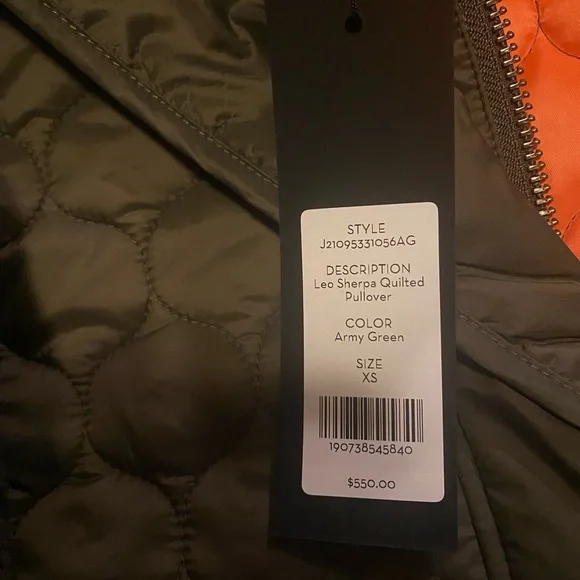 STYLE
J21095331056AG
DESCRIPTION
Leo Sherpa Quilted
Pullover
COLOR
Army Green
SIZE
XS
190738545840
$550.00